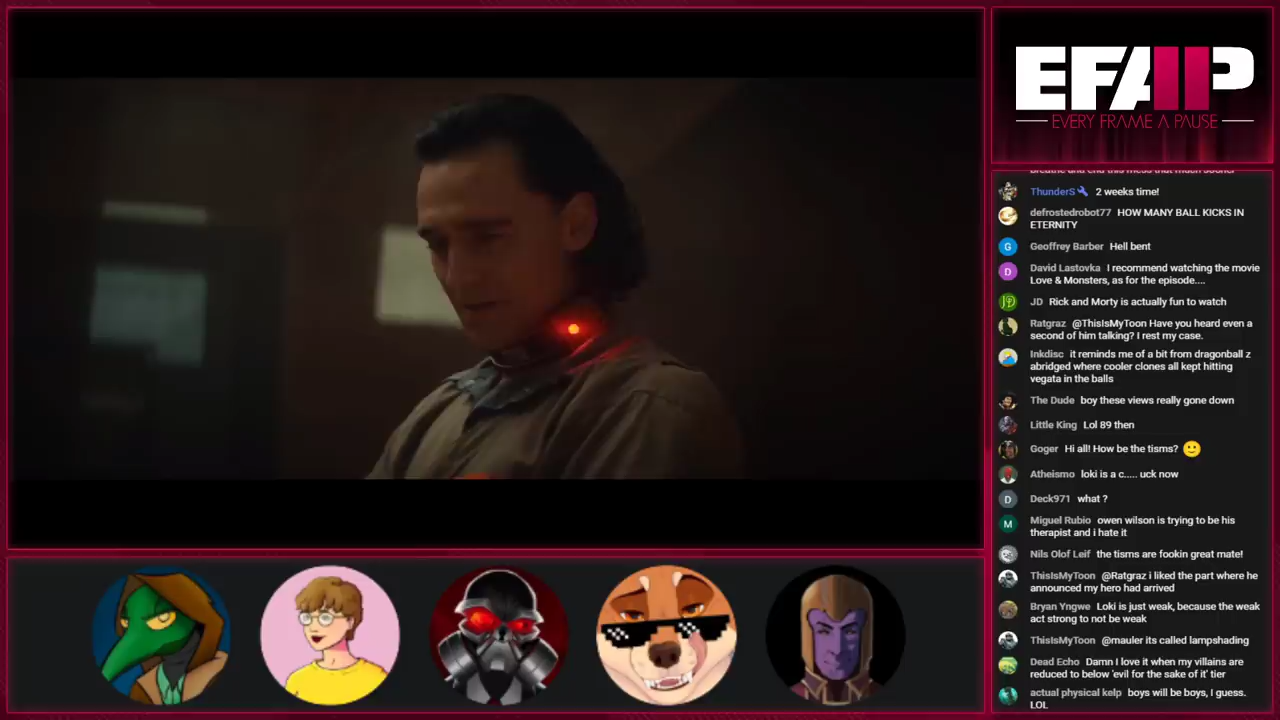 EFAP
EVERY FRAME A PAUSE
breathe and end this mess that much sooner
ThunderS 2 weeks time!
defrostedrobot77 HOW MANY BALL KICKS IN
ETERNITY
G
Geoffrey Barber Hell bent
D
David Lastovka I recommend watching the movie
Love & Monsters, as for the episode....
JD Rick and Morty is actually fun to watch
Ratgraz @ThisIsMyToon Have you heard even a
second of him talking? I rest my case.
Inkdisc it reminds me of a bit from dragonball z
abridged where cooler clones all kept hitting
vegata in the balls
The Dude boy these views really gone down
Little King Lol 89 then
Goger Hi all! How be the tisms? 🙂
Atheismo loki is a c..... uck now
D
Deck971 what ?
M
Miguel Rubio owen wilson is trying to be his
therapist and i hate it
Nils Olof Leif the tisms are fookin great mate!
ThisIsMyToon @Ratgraz i liked the part where he
announced my hero had arrived
Bryan Yngwe Loki is just weak, because the weak
act strong to not be weak
ThisIsMyToon @mauler its called lampshading
Dead Echo Damn I love it when my villains are
reduced to below 'evil for the sake of it' tier
actual physical kelp boys will be boys, I guess.
LOL